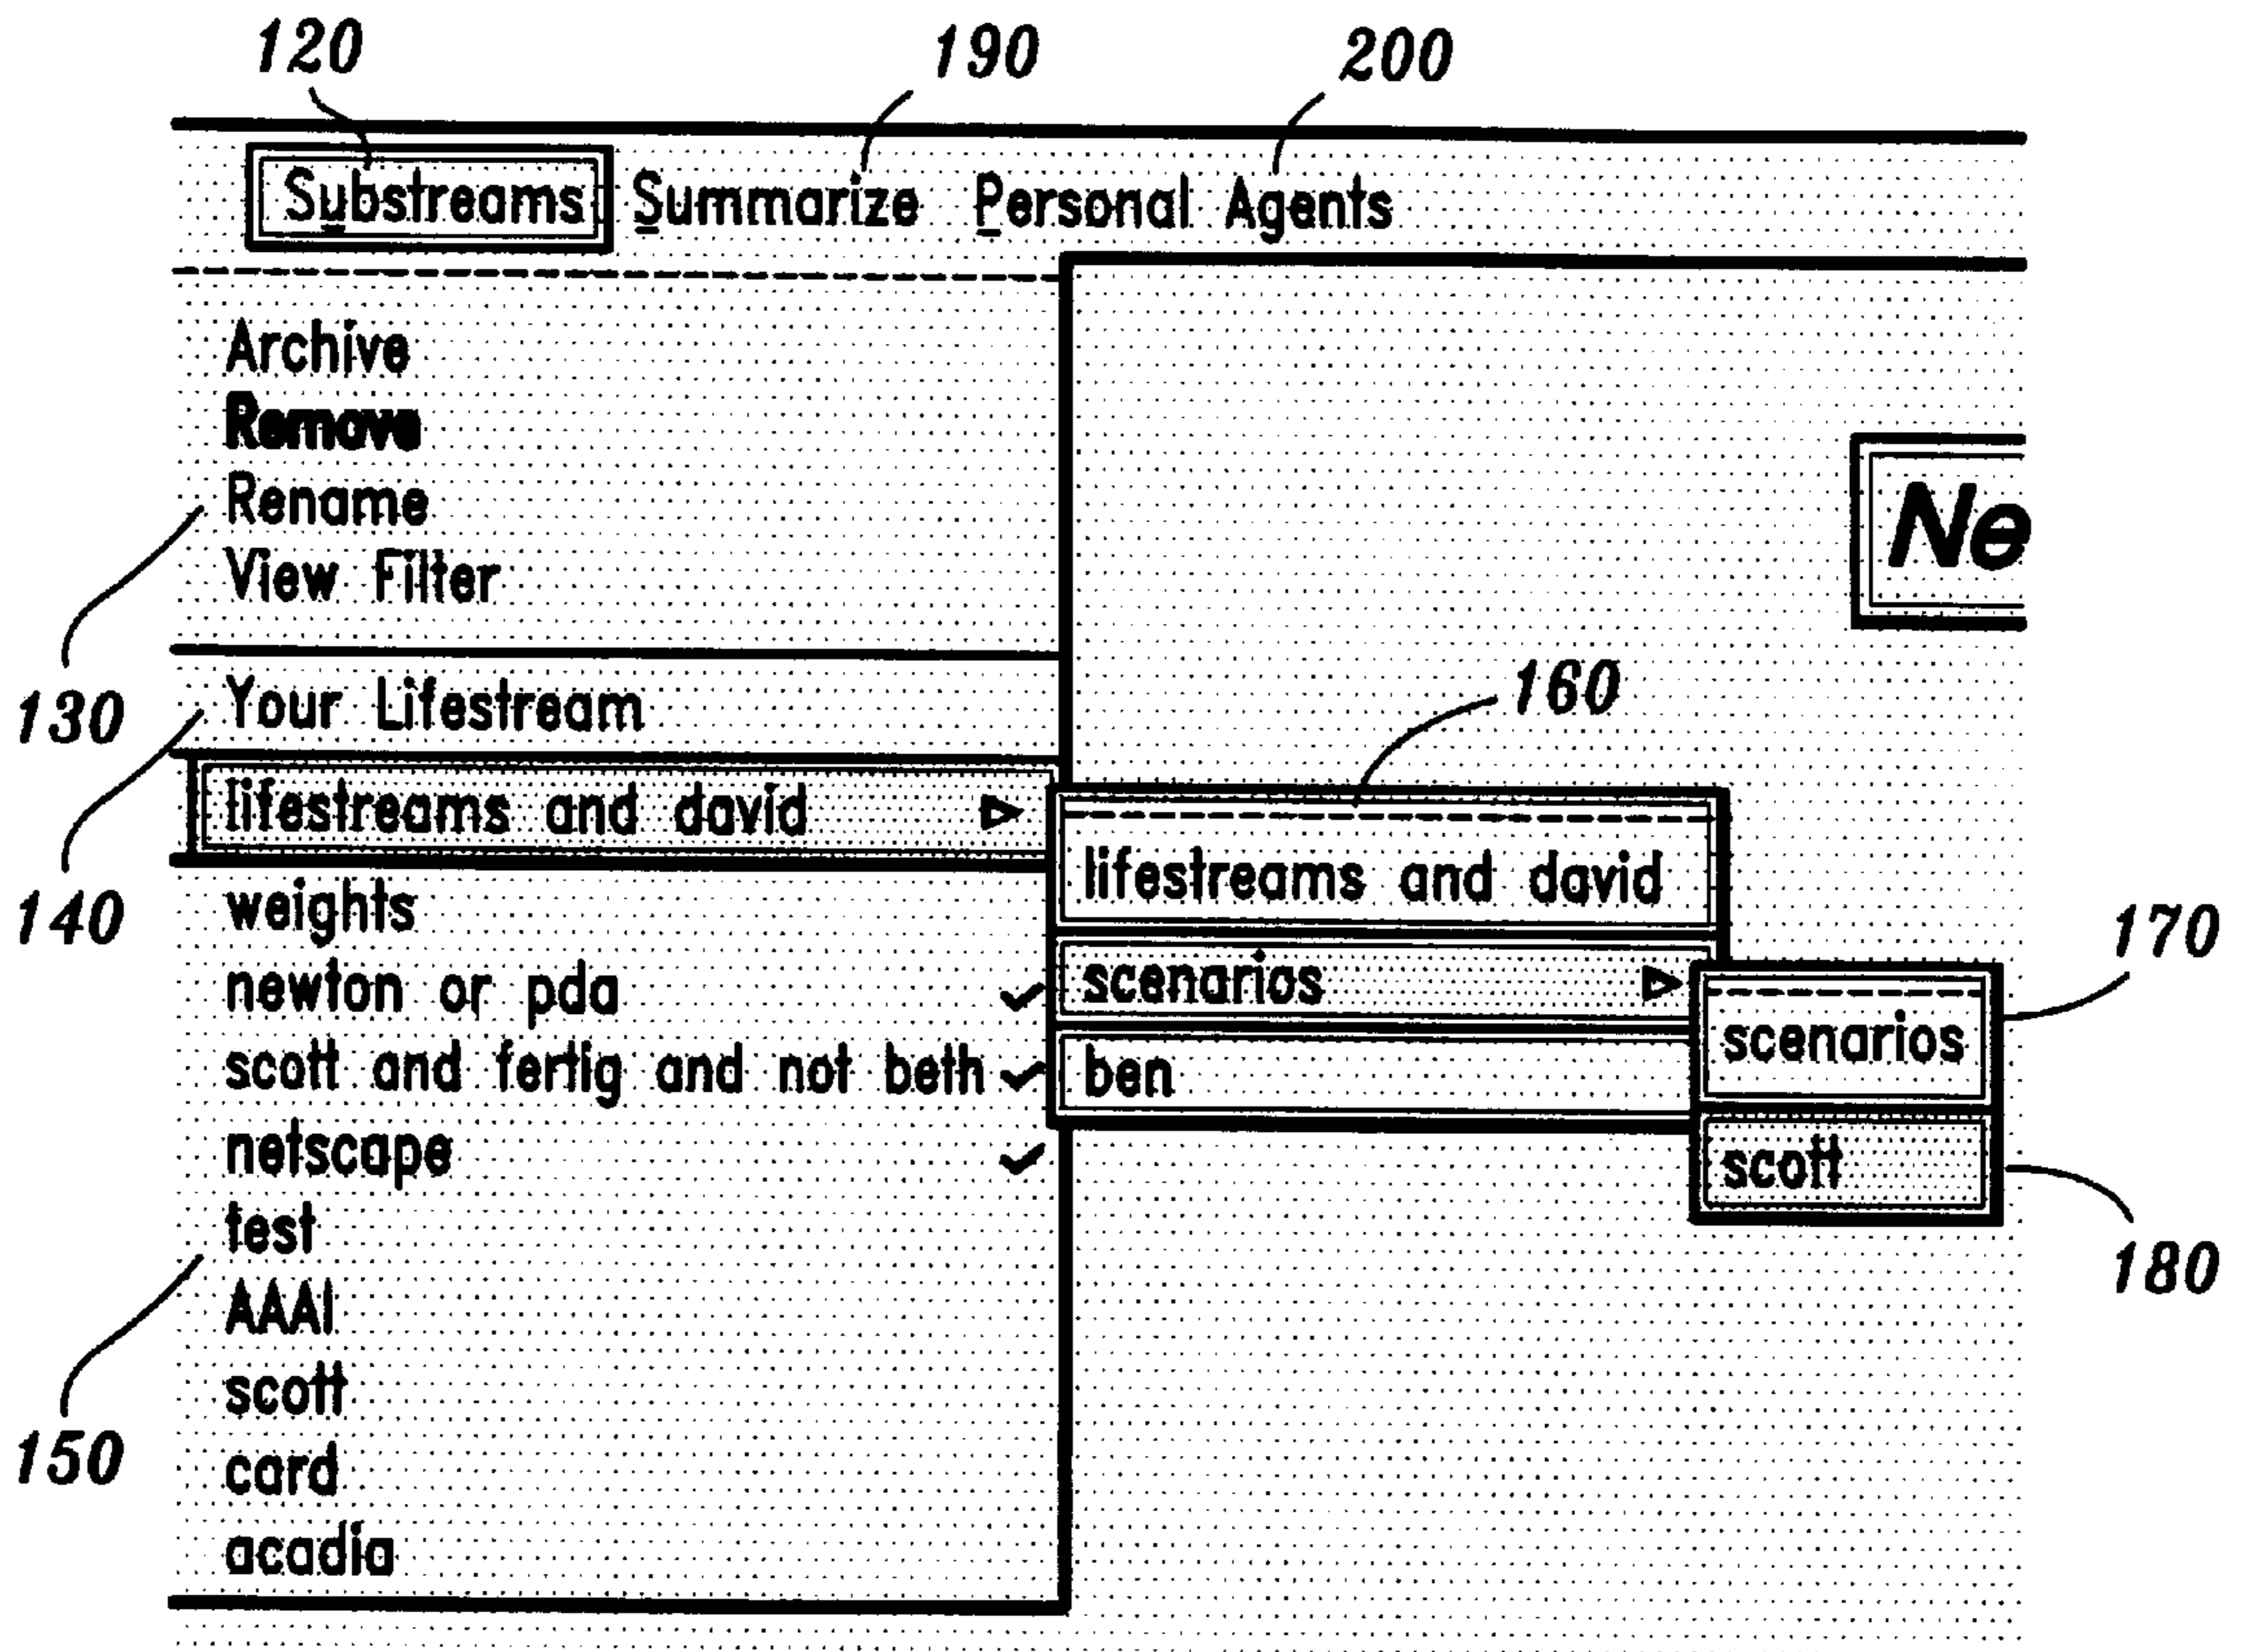 120 190 200
Substreams Summarize Personal Agents
Archive
Remove
Rename
View Filter
Ne
130
Your Lifestream
140
160
lifestreams and david
lifestreams and david
weights
170
newton or pda
scenarios
scenarios
scott and fertig and not beth
ben
netscape
scott
180
test
150
AAAI
scott
card
acadia